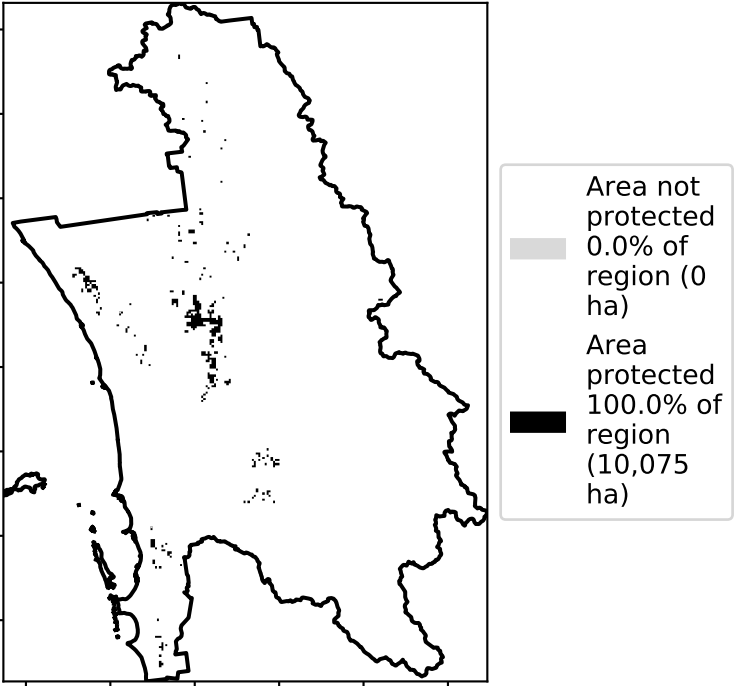 Area not
protected
0.0% of
region (0
ha)
Area
protected
100.0% of
region
(10,075
ha)